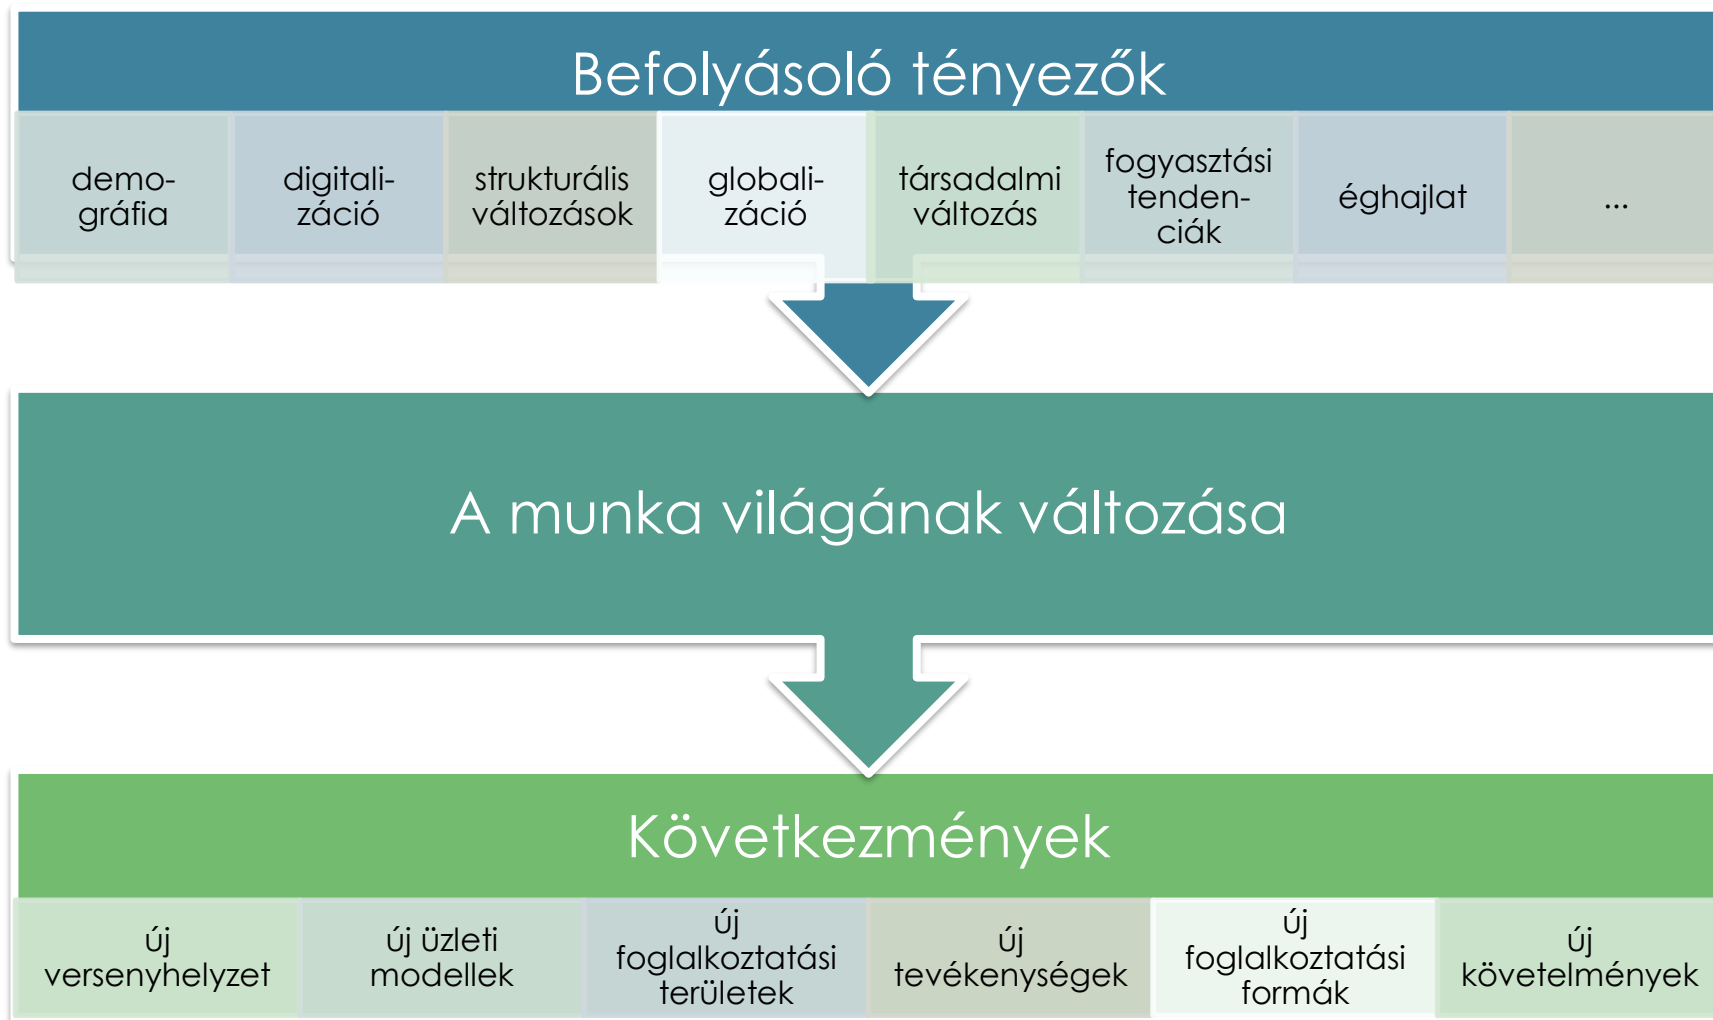 Befolyásoló tényezők
demo-
gráfia
digitali-
záció
strukturális
változások
globali-
záció
társadalmi
változás
fogyasztási
tenden-
ciák
éghajlat
...
A munka világának változása
Következmények
új
versenyhelyzet
új üzleti
modellek
új
foglalkoztatási
területek
új
tevékenységek
új
foglalkoztatási
formák
új
követelmények